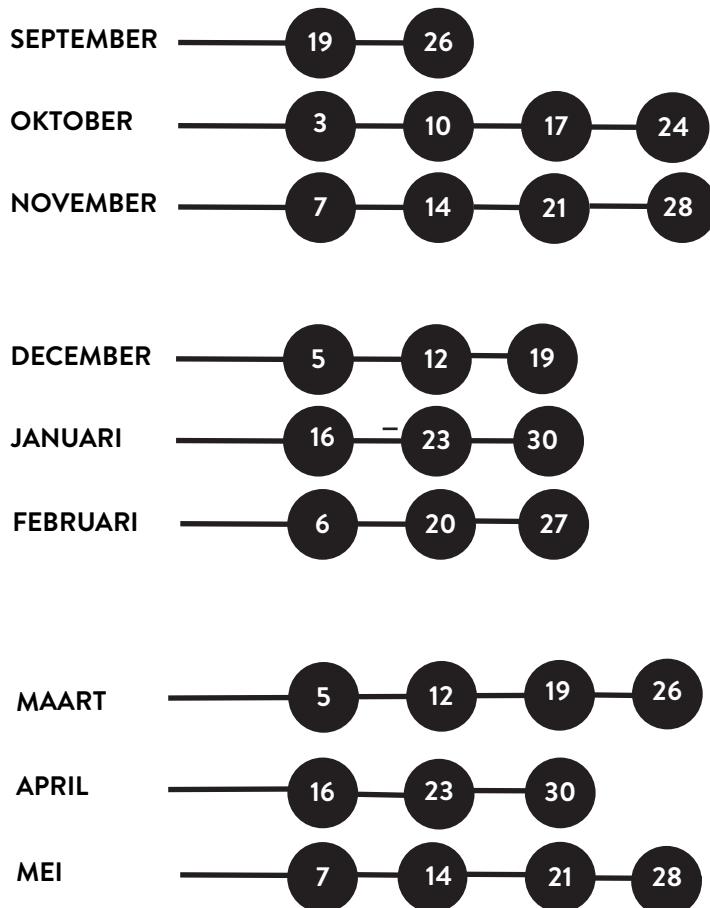 SEPTEMBER 19 26
OKTOBER 3 10 17 24
NOVEMBER 7 14 21 28
DECEMBER 5 12 19
JANUARI 16 – 23 30
FEBRUARI 6 20 27
MAART 5 12 19 26
APRIL 16 23 30
MEI 7 14 21 28